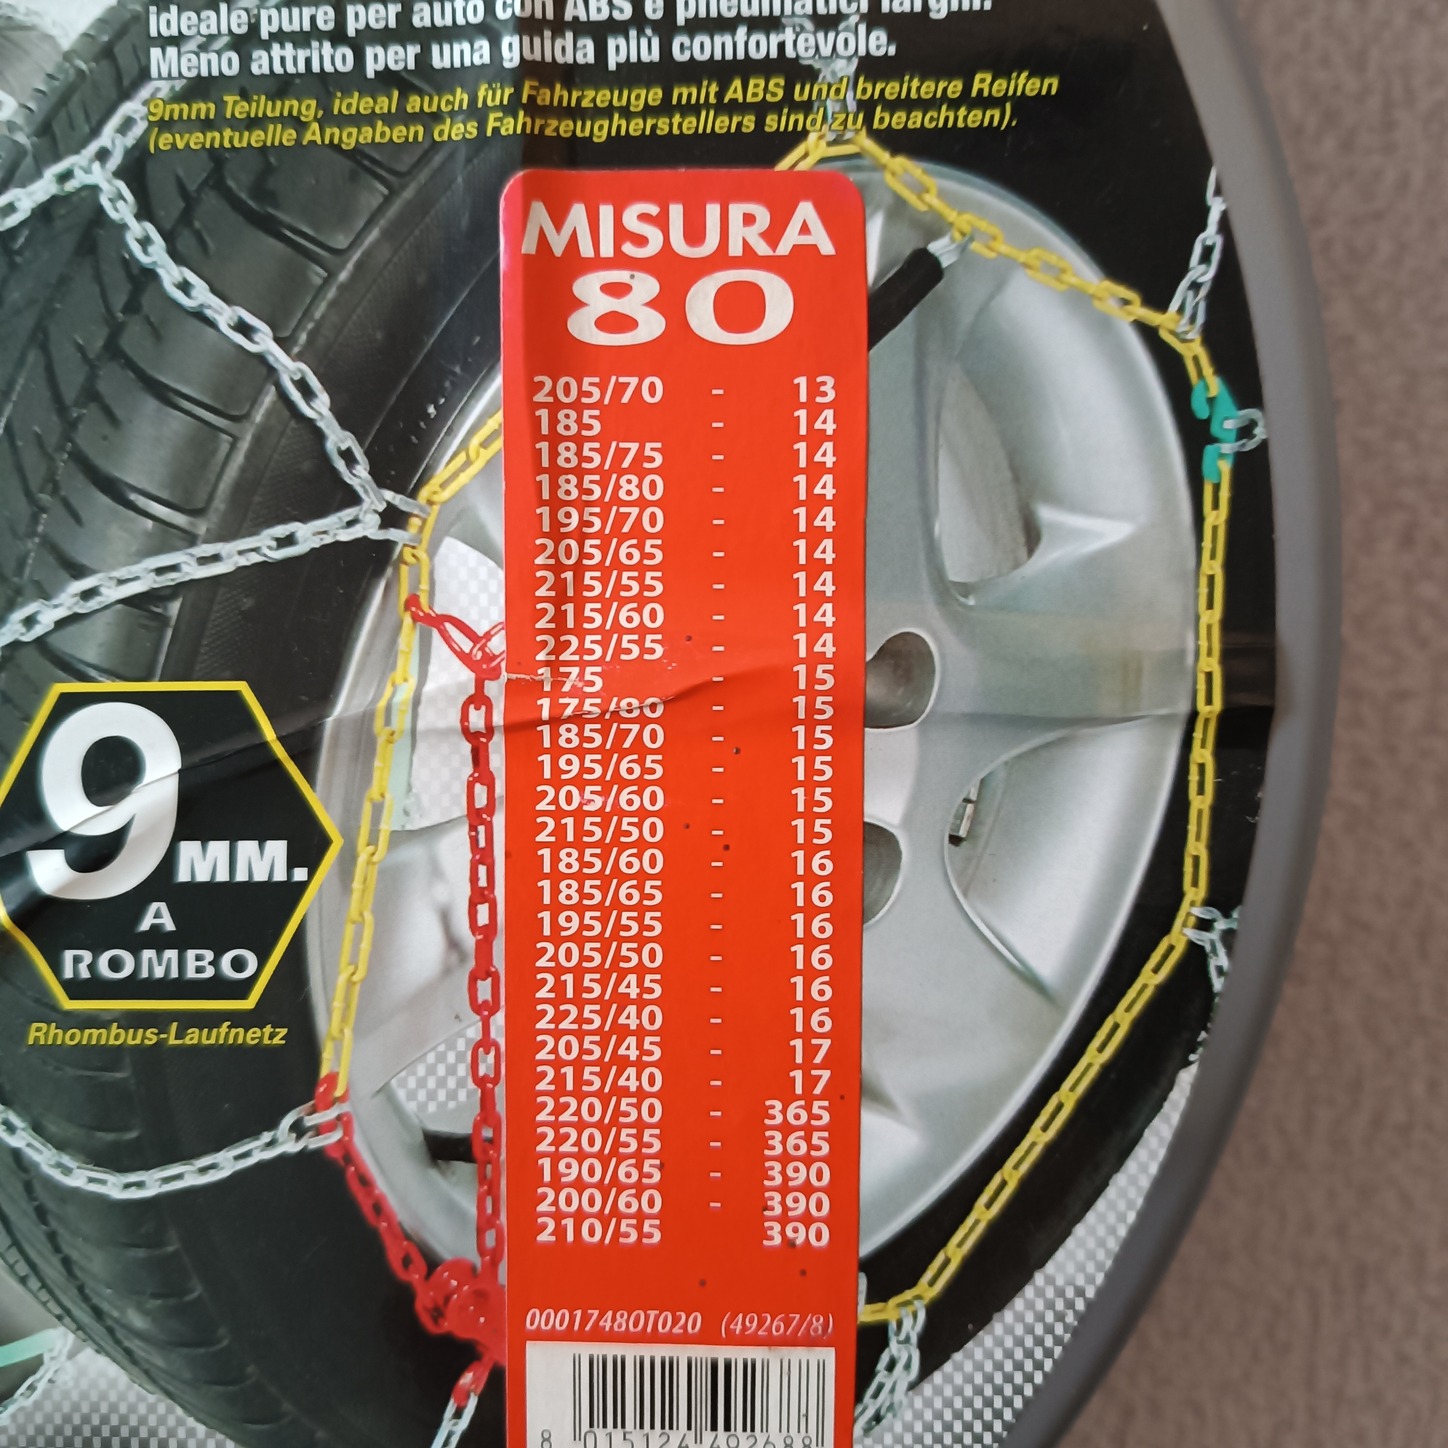 ideale pure per auto con ABS e pneumatici larghi.
Meno attrito per una guida più confortevole.
9mm Teilung, ideal auch für Fahrzeuge mit ABS und breitere Reifen
(eventuelle Angaben des Fahrzeugherstellers sind zu beachten).
MISURA
80
205/70 - 13
185 - 14
185/75 - 14
185/80 - 14
195/70 - 14
205/65 - 14
215/55 - 14
215/60 - 14
225/55 - 14
175 - 15
175/80 - 15
185/70 - 15
195/65 - 15
205/60 - 15
215/50 - 15
185/60 - 16
185/65 - 16
195/55 - 16
205/50 - 16
215/45 - 16
225/40 - 16
205/45 - 17
215/40 - 17
220/50 - 365
220/55 - 365
190/65 - 390
200/60 - 390
210/55 390
00017480T020 (49267/8)
8 015124 492688
9 MM.
A
ROMBO
Rhombus-Laufnetz